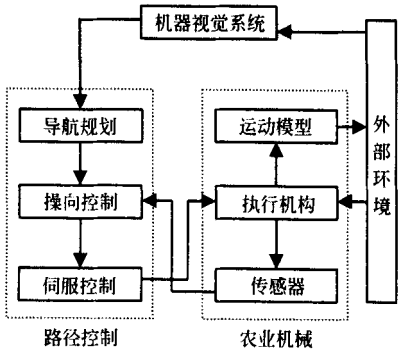 机器视觉系统
导航规划
运动模型
外部环境
操向控制
执行机构
伺服控制
传感器
路径控制
农业机械